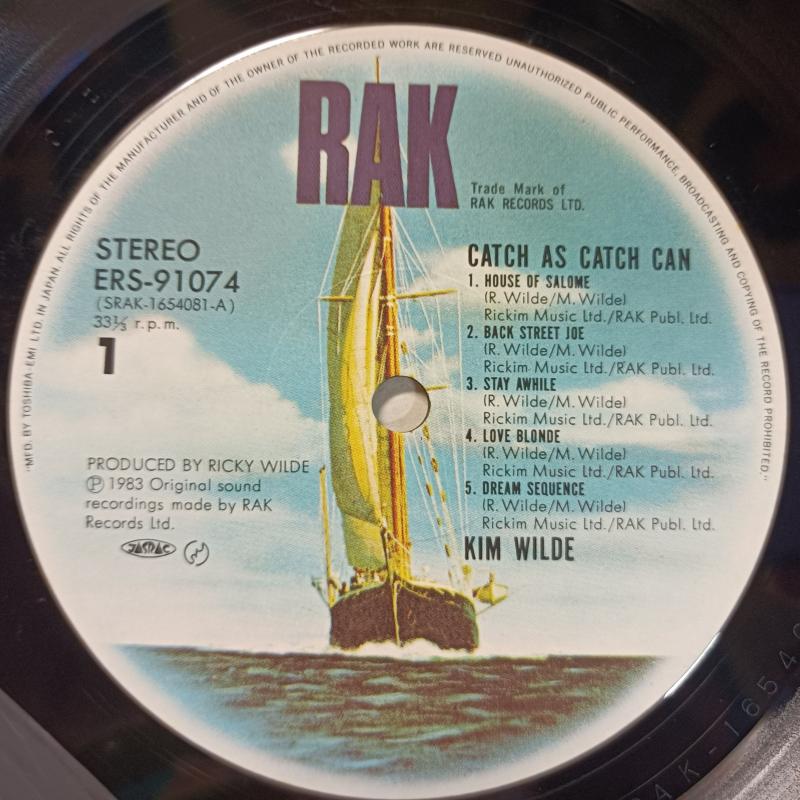 "MFD. BY TOSHIBA-EMI LTD. IN JAPAN. ALL RIGHTS OF THE MANUFACTURER AND OF THE OWNER OF THE RECORDED WORK ARE RESERVED UNAUTHORIZED PUBLIC PERFORMANCE, BROADCASTING AND COPYING OF THE RECORD PROHIBITED."
RAK
Trade Mark of
RAK RECORDS LTD.
STEREO
ERS-91074
(SRAK-1654081-A)
33⅓ r.p.m.
1
CATCH AS CATCH CAN
1. HOUSE OF SALOME
(R. Wilde/M. Wilde)
Rickim Music Ltd./RAK Publ. Ltd.
2. BACK STREET JOE
(R. Wilde/M. Wilde)
Rickim Music Ltd./RAK Publ. Ltd.
3. STAY AWHILE
(R. Wilde/M. Wilde)
Rickim Music Ltd./RAK Publ. Ltd.
4. LOVE BLONDE
(R. Wilde/M. Wilde)
Rickim Music Ltd./RAK Publ. Ltd.
5. DREAM SEQUENCE
(R. Wilde/M. Wilde)
Rickim Music Ltd./RAK Publ. Ltd.
KIM WILDE
PRODUCED BY RICKY WILDE
Ⓟ 1983 Original sound
recordings made by RAK
Records Ltd.
JASRAC